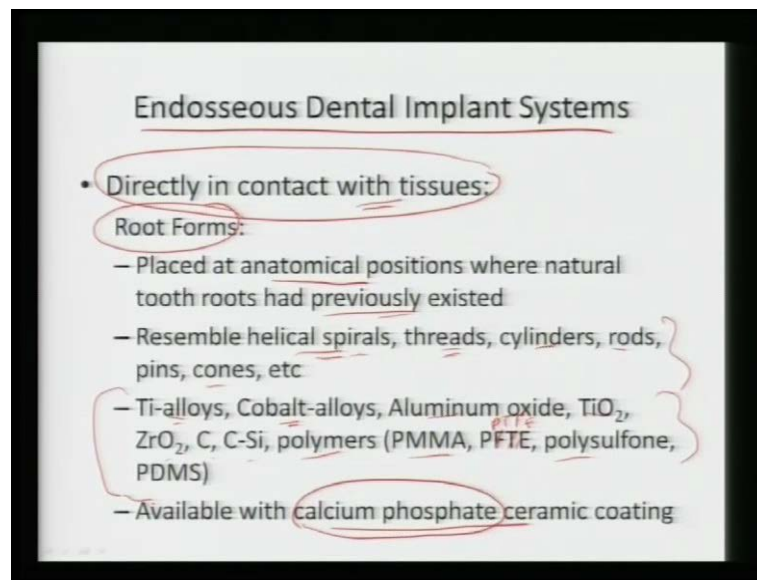 Endosseous Dental Implant Systems
• Directly in contact with tissues:
Root Forms:
– Placed at anatomical positions where natural
tooth roots had previously existed
– Resemble helical spirals, threads, cylinders, rods,
pins, cones, etc
– Ti-alloys, Cobalt-alloys, Aluminum oxide, TiO₂,
PTFE
ZrO₂, C, C-Si, polymers (PMMA, PFTE, polysulfone,
PDMS)
– Available with calcium phosphate ceramic coating